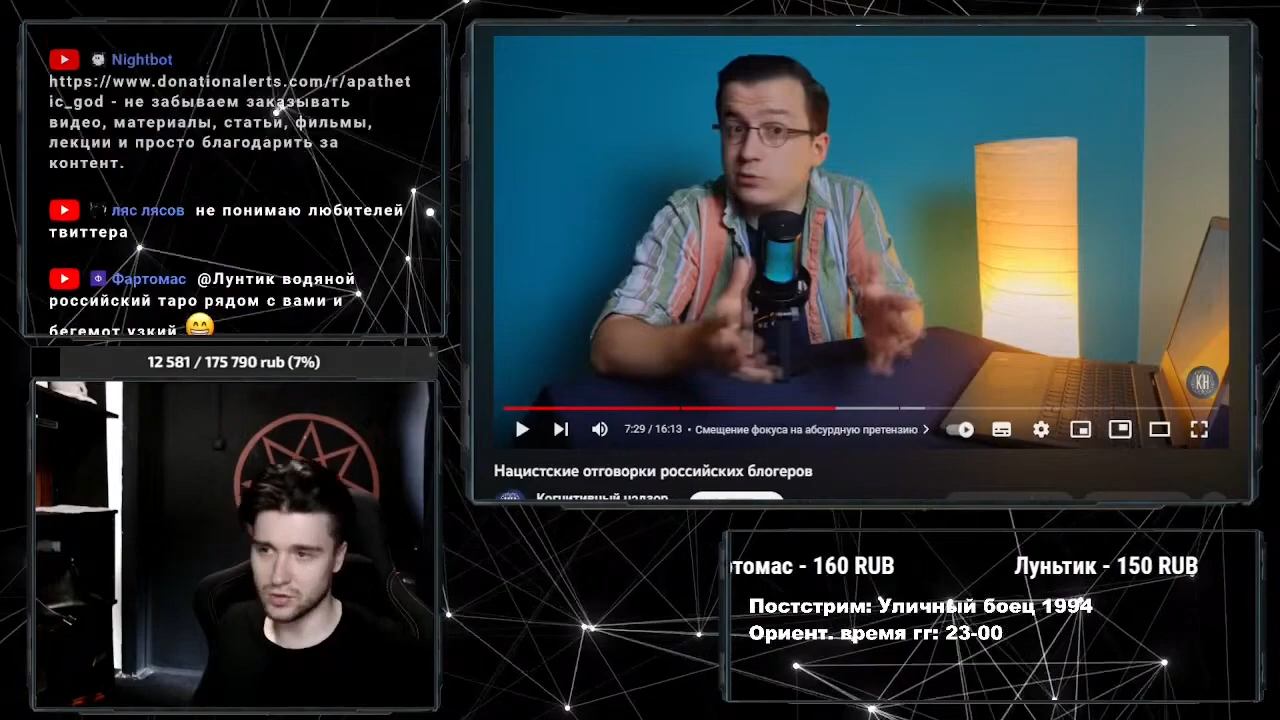 Nightbot
https://www.donationalerts.com/r/apathet
ic_god - не забываем заказывать
видео, материалы, статьи, фильмы,
лекции и просто благодарить за
контент.
ляс лясов не понимаю любителей
твиттера
Фартомас @Лунтик водяной
российский таро рядом с вами и
бегемот узкий
12 581 / 175 790 rub (7%)
KH
7:29 / 16:13 • Смещение фокуса на абсурдную претензию
Нацистские отговорки российских блогеров
Когнитивный надзор
томас - 160 RUB Луньтик - 150 RUB
Постстрим: Уличный боец 1994
Ориент. время гг: 23-00